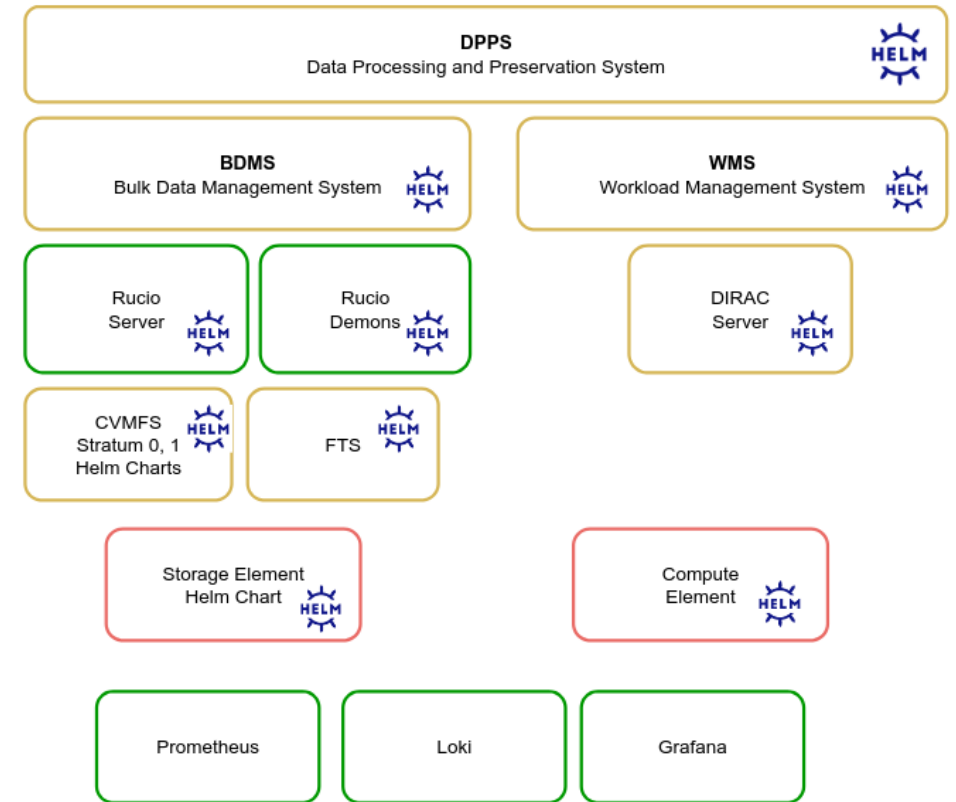 DPPS
Data Processing and Preservation System
HELM
BDMS
Bulk Data Management System
HELM
WMS
Workload Management System
HELM
Rucio
Server
HELM
Rucio
Demons
HELM
DIRAC
Server
HELM
CVMFS
Stratum 0, 1
Helm Charts
HELM
FTS
HELM
Storage Element
Helm Chart
HELM
Compute
Element
HELM
Prometheus
Loki
Grafana